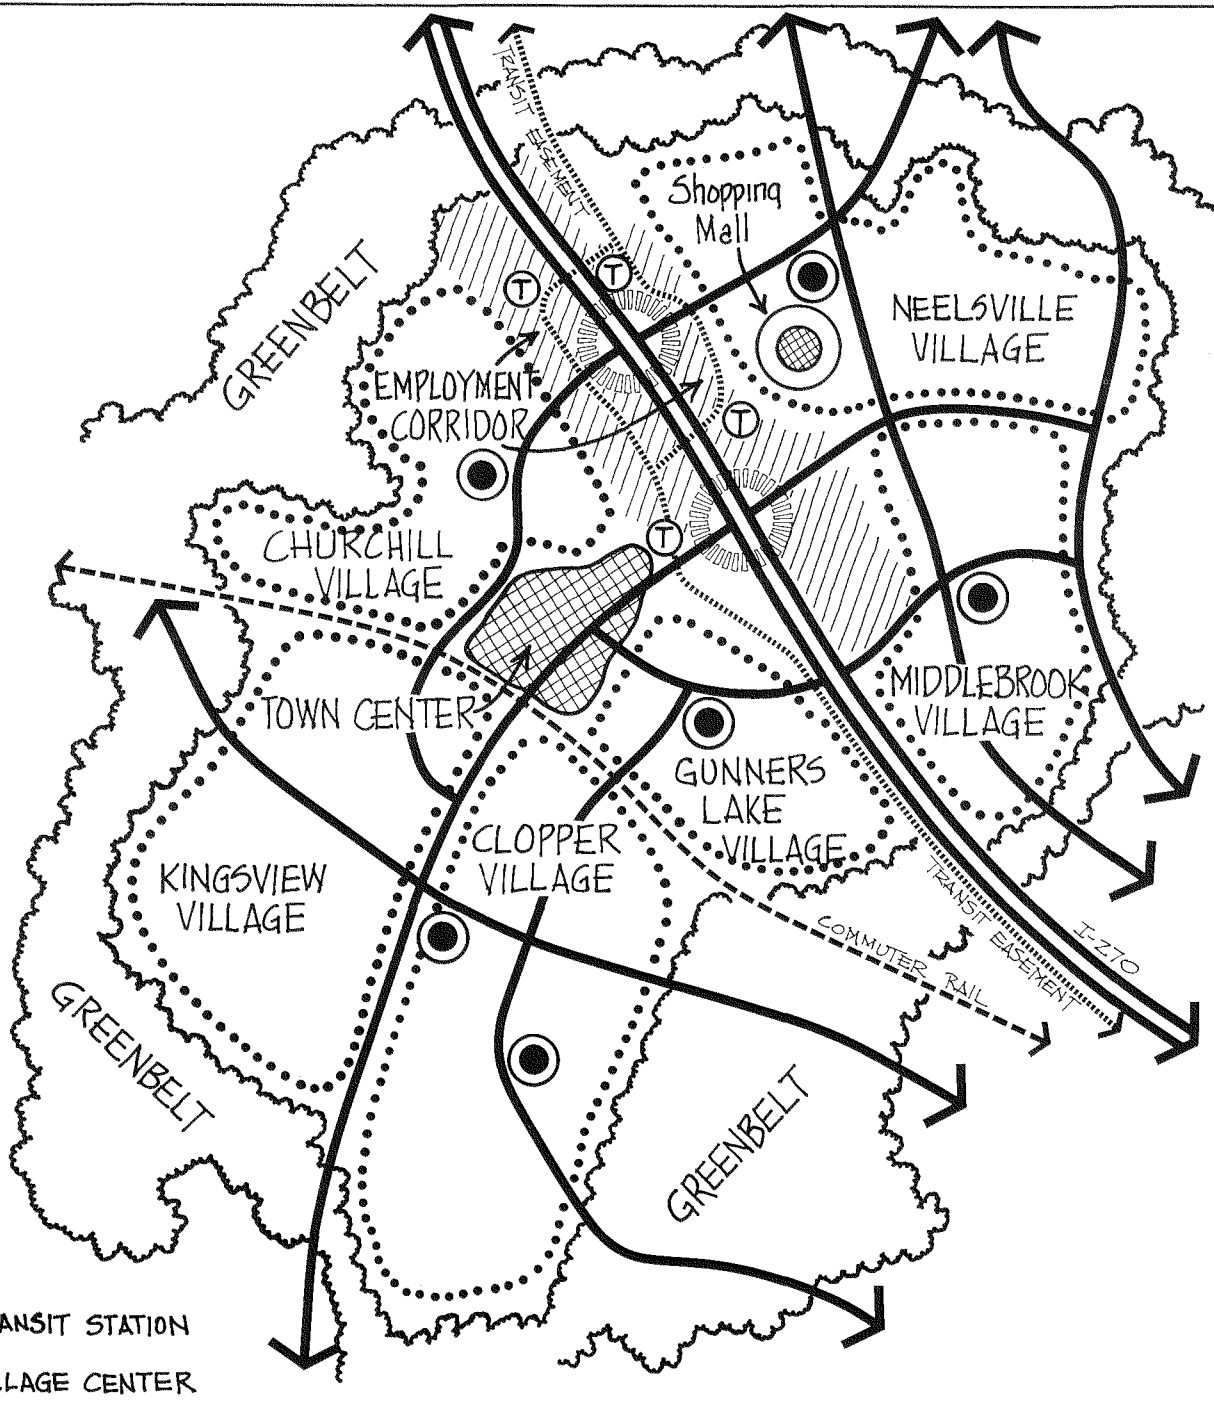 TRANSIT EASEMENT
Shopping
Mall
GREENBELT
NEELSVILLE
VILLAGE
EMPLOYMENT
CORRIDOR
T
T
T
T
CHURCHILL
VILLAGE
TOWN CENTER
MIDDLEBROOK
VILLAGE
GUNNERS
LAKE
VILLAGE
CLOPPER
VILLAGE
KINGSVIEW
VILLAGE
TRANSIT EASEMENT
I-270
COMMUTER RAIL
GREENBELT
GREENBELT
ANSIT STATION
LLAGE CENTER